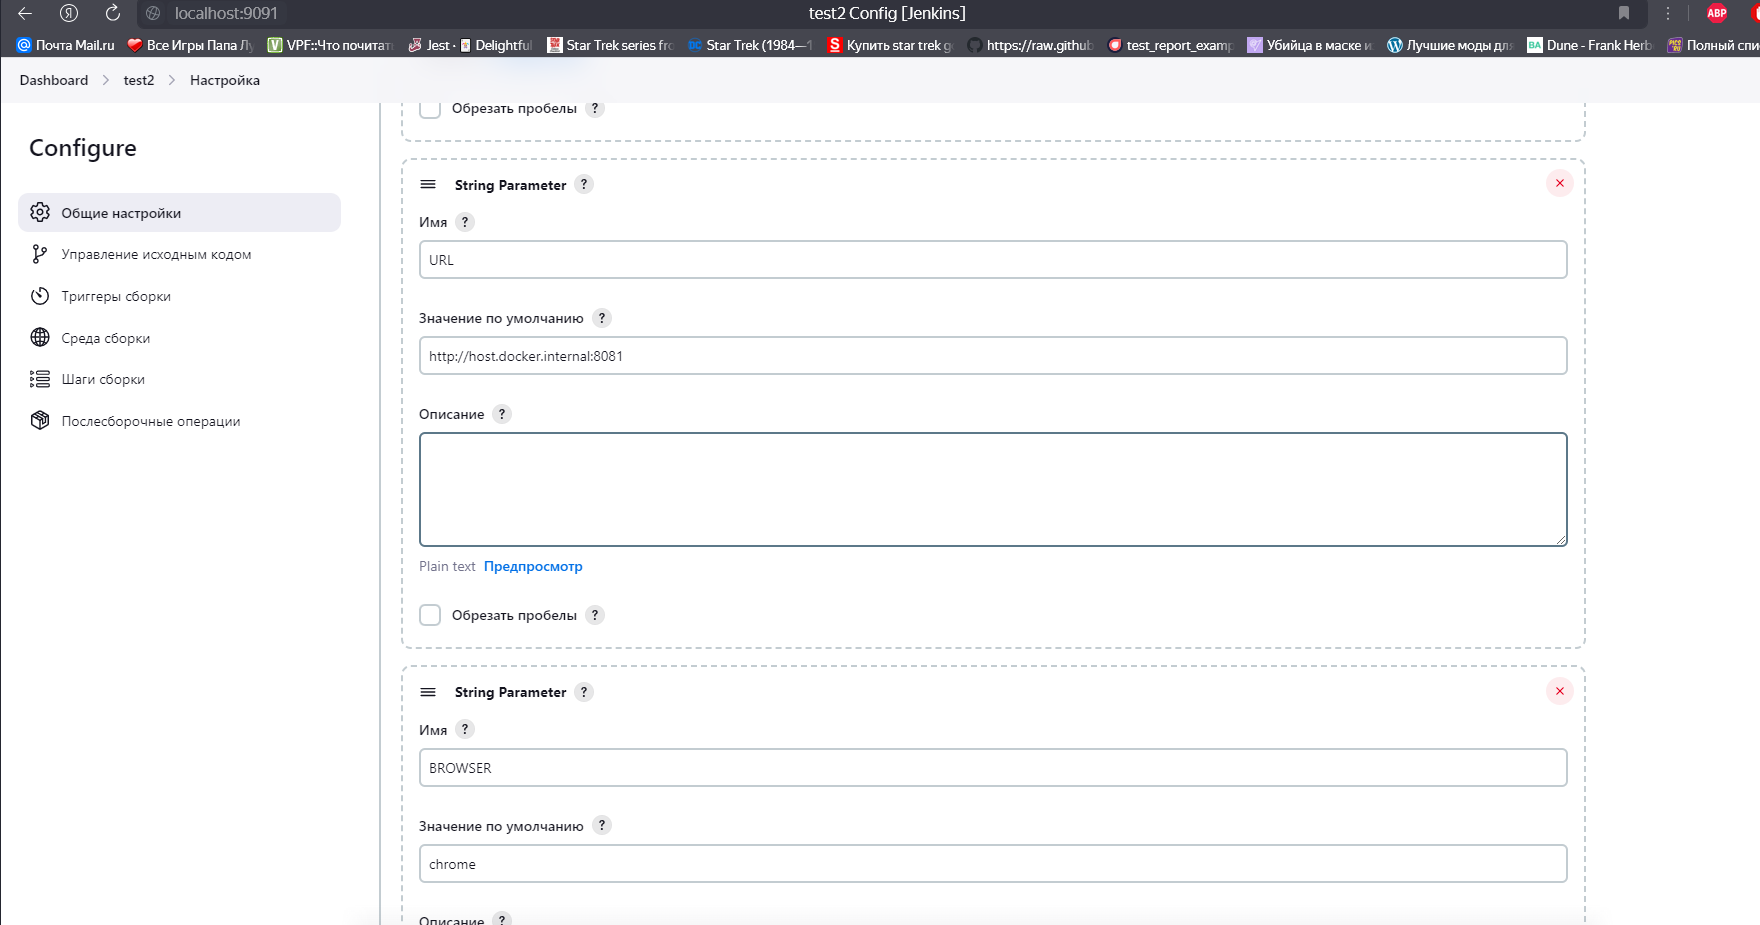 localhost:9091
test2 Config [Jenkins]
ABP
Почта Mail.ru
Все Игры Папа Лу
VPF::Что почитат
Jest · Delightful
Star Trek series fro
Star Trek (1984—1
Купить star trek
https://raw.github
test_report_examp
Убийца в маске и
Лучшие моды для
Dune - Frank Herb
Полный спи
Dashboard > test2 > Настройка
Configure
Общие настройки
Управление исходным кодом
Триггеры сборки
Среда сборки
Шаги сборки
Послесборочные операции
Обрезать пробелы ?
String Parameter ?
Имя ?
URL
Значение по умолчанию ?
http://host.docker.internal:8081
Описание ?
Plain text Предпросмотр
Обрезать пробелы ?
String Parameter ?
Имя ?
BROWSER
Значение по умолчанию ?
chrome
Описание ?